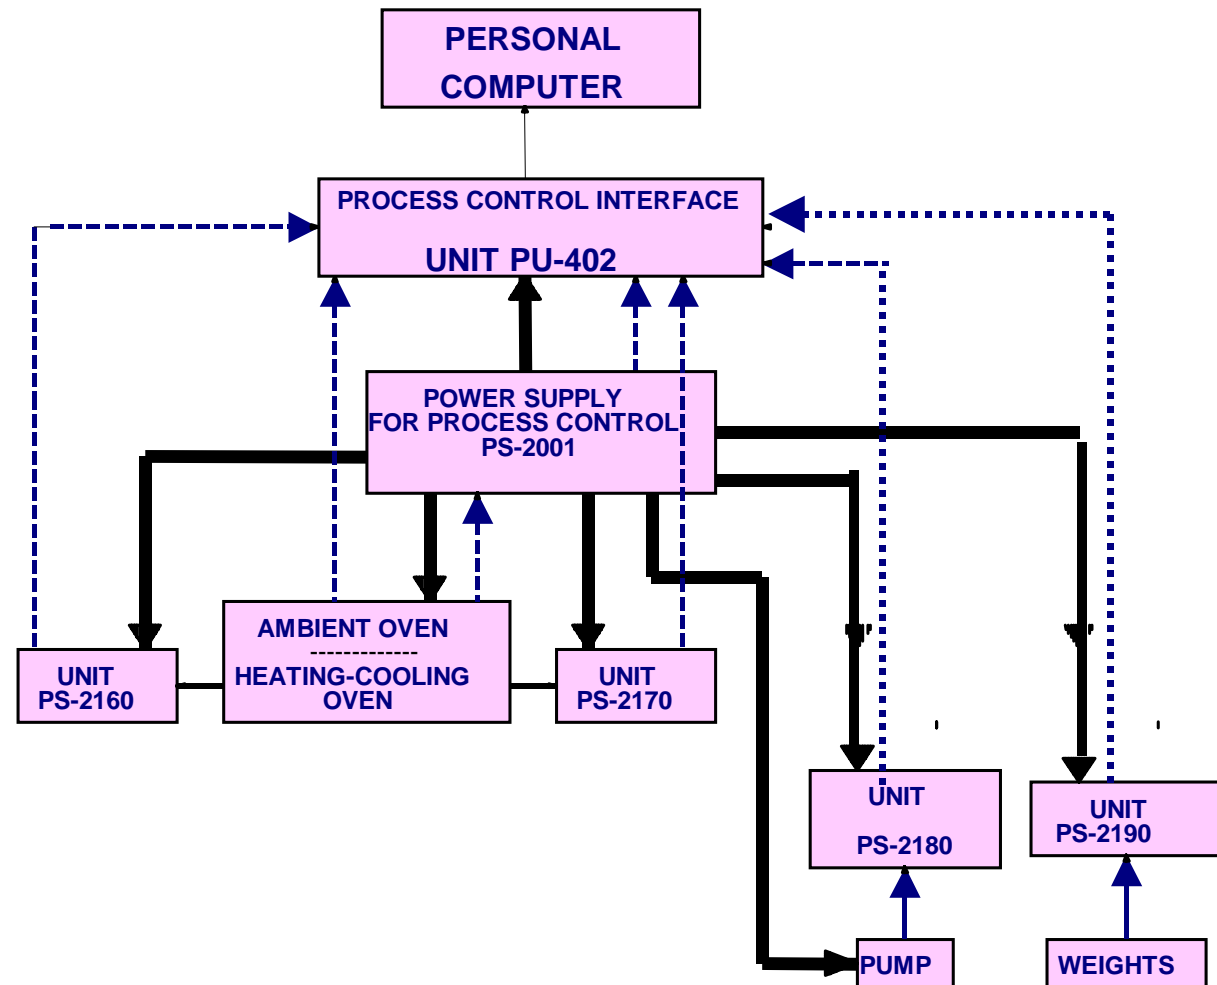 PERSONAL
COMPUTER
PROCESS CONTROL INTERFACE
UNIT PU-402
POWER SUPPLY
FOR PROCESS CONTROL
PS-2001
AMBIENT OVEN
-------------
HEATING-COOLING
OVEN
UNIT
PS-2160
UNIT
PS-2170
UNIT
PS-2180
UNIT
PS-2190
PUMP
WEIGHTS